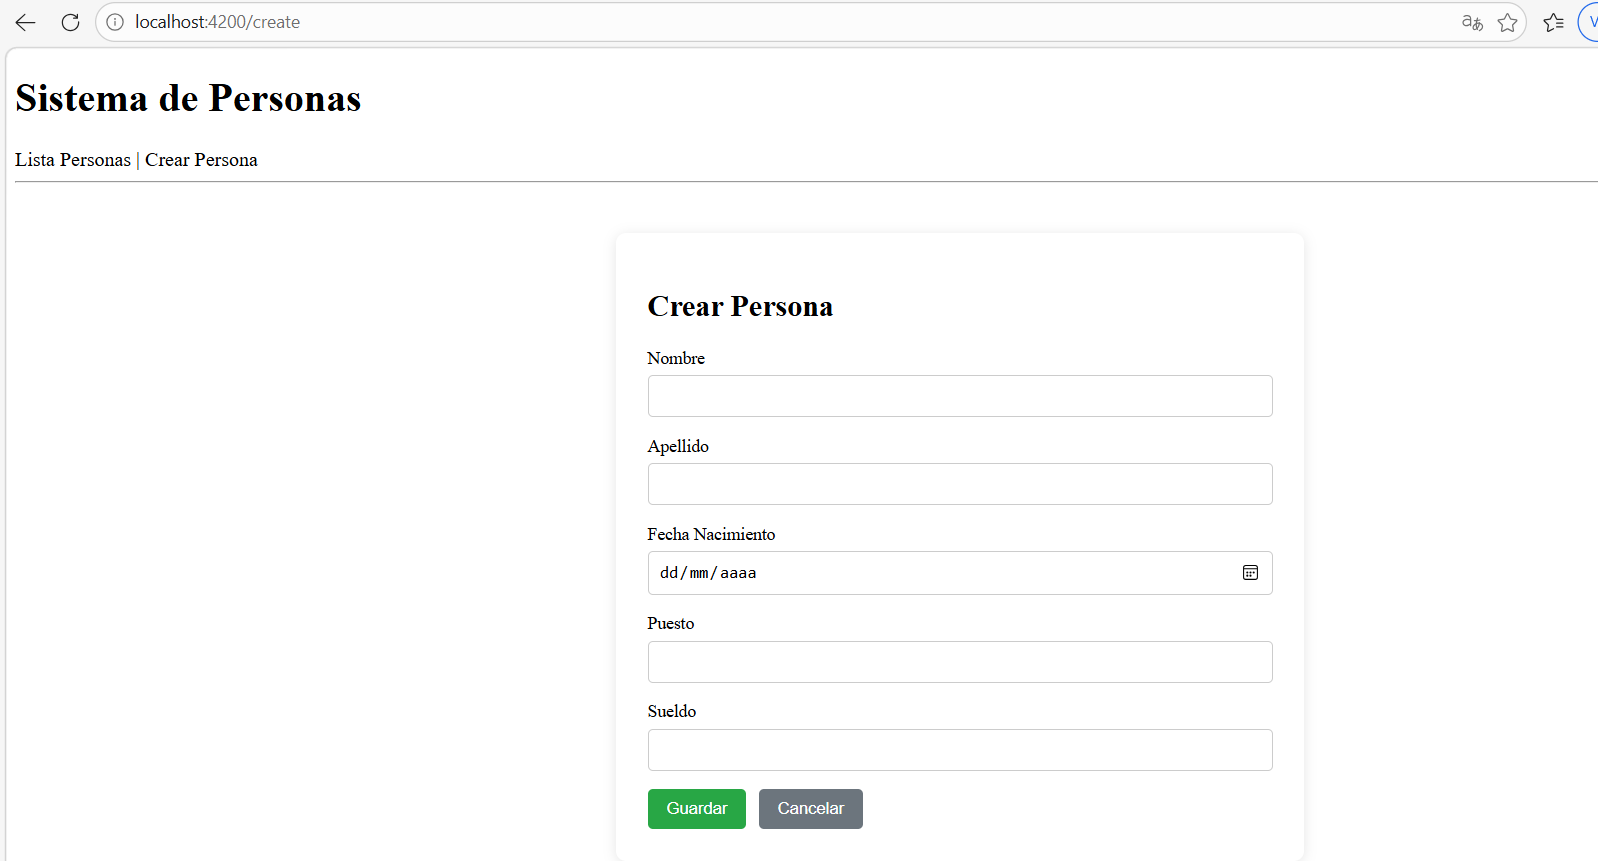 localhost:4200/create
Sistema de Personas
Lista Personas | Crear Persona
Crear Persona
Nombre
Apellido
Fecha Nacimiento
dd/mm/aaaa
Puesto
Sueldo
Guardar Cancelar